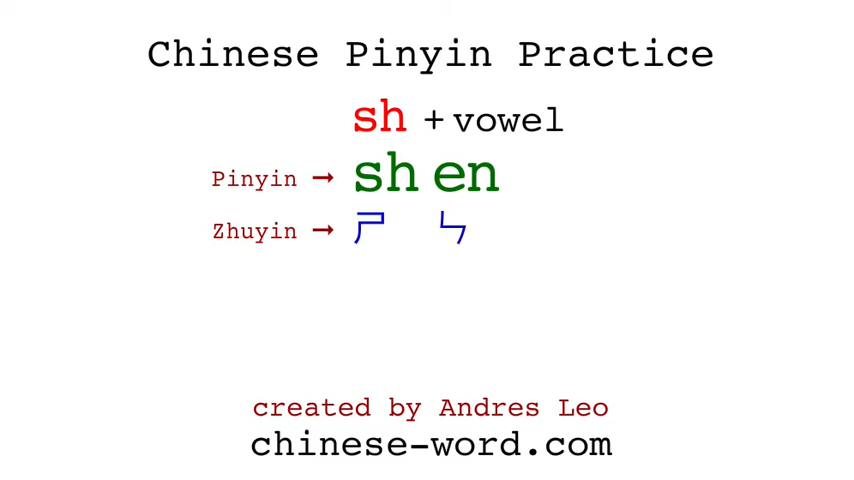 Chinese Pinyin Practice
sh + vowel
Pinyin → sh en
Zhuyin → ㄕ ㄣ
created by Andres Leo
chinese-word.com